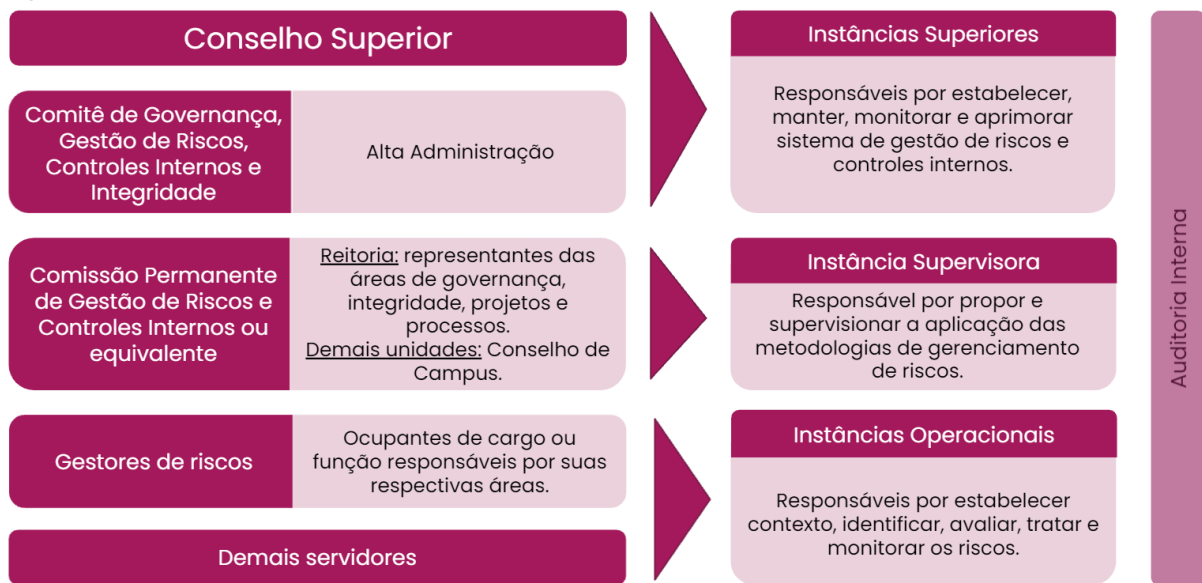 Conselho Superior
Instâncias Superiores
Responsáveis por estabelecer,
manter, monitorar e aprimorar
sistema de gestão de riscos e
controles internos.
Comitê de Governança,
Gestão de Riscos,
Controles Internos e
Integridade
Alta Administração
Comissão Permanente
de Gestão de Riscos e
Controles Internos ou
equivalente
Reitoria: representantes das
áreas de governança,
integridade, projetos e
processos.
Demais unidades: Conselho de
Campus.
Instância Supervisora
Responsável por propor e
supervisionar a aplicação das
metodologias de gerenciamento
de riscos.
Gestores de riscos
Ocupantes de cargo ou
função responsáveis por suas
respectivas áreas.
Demais servidores
Instâncias Operacionais
Responsáveis por estabelecer
contexto, identificar, avaliar, tratar e
monitorar os riscos.
Auditoria Interna